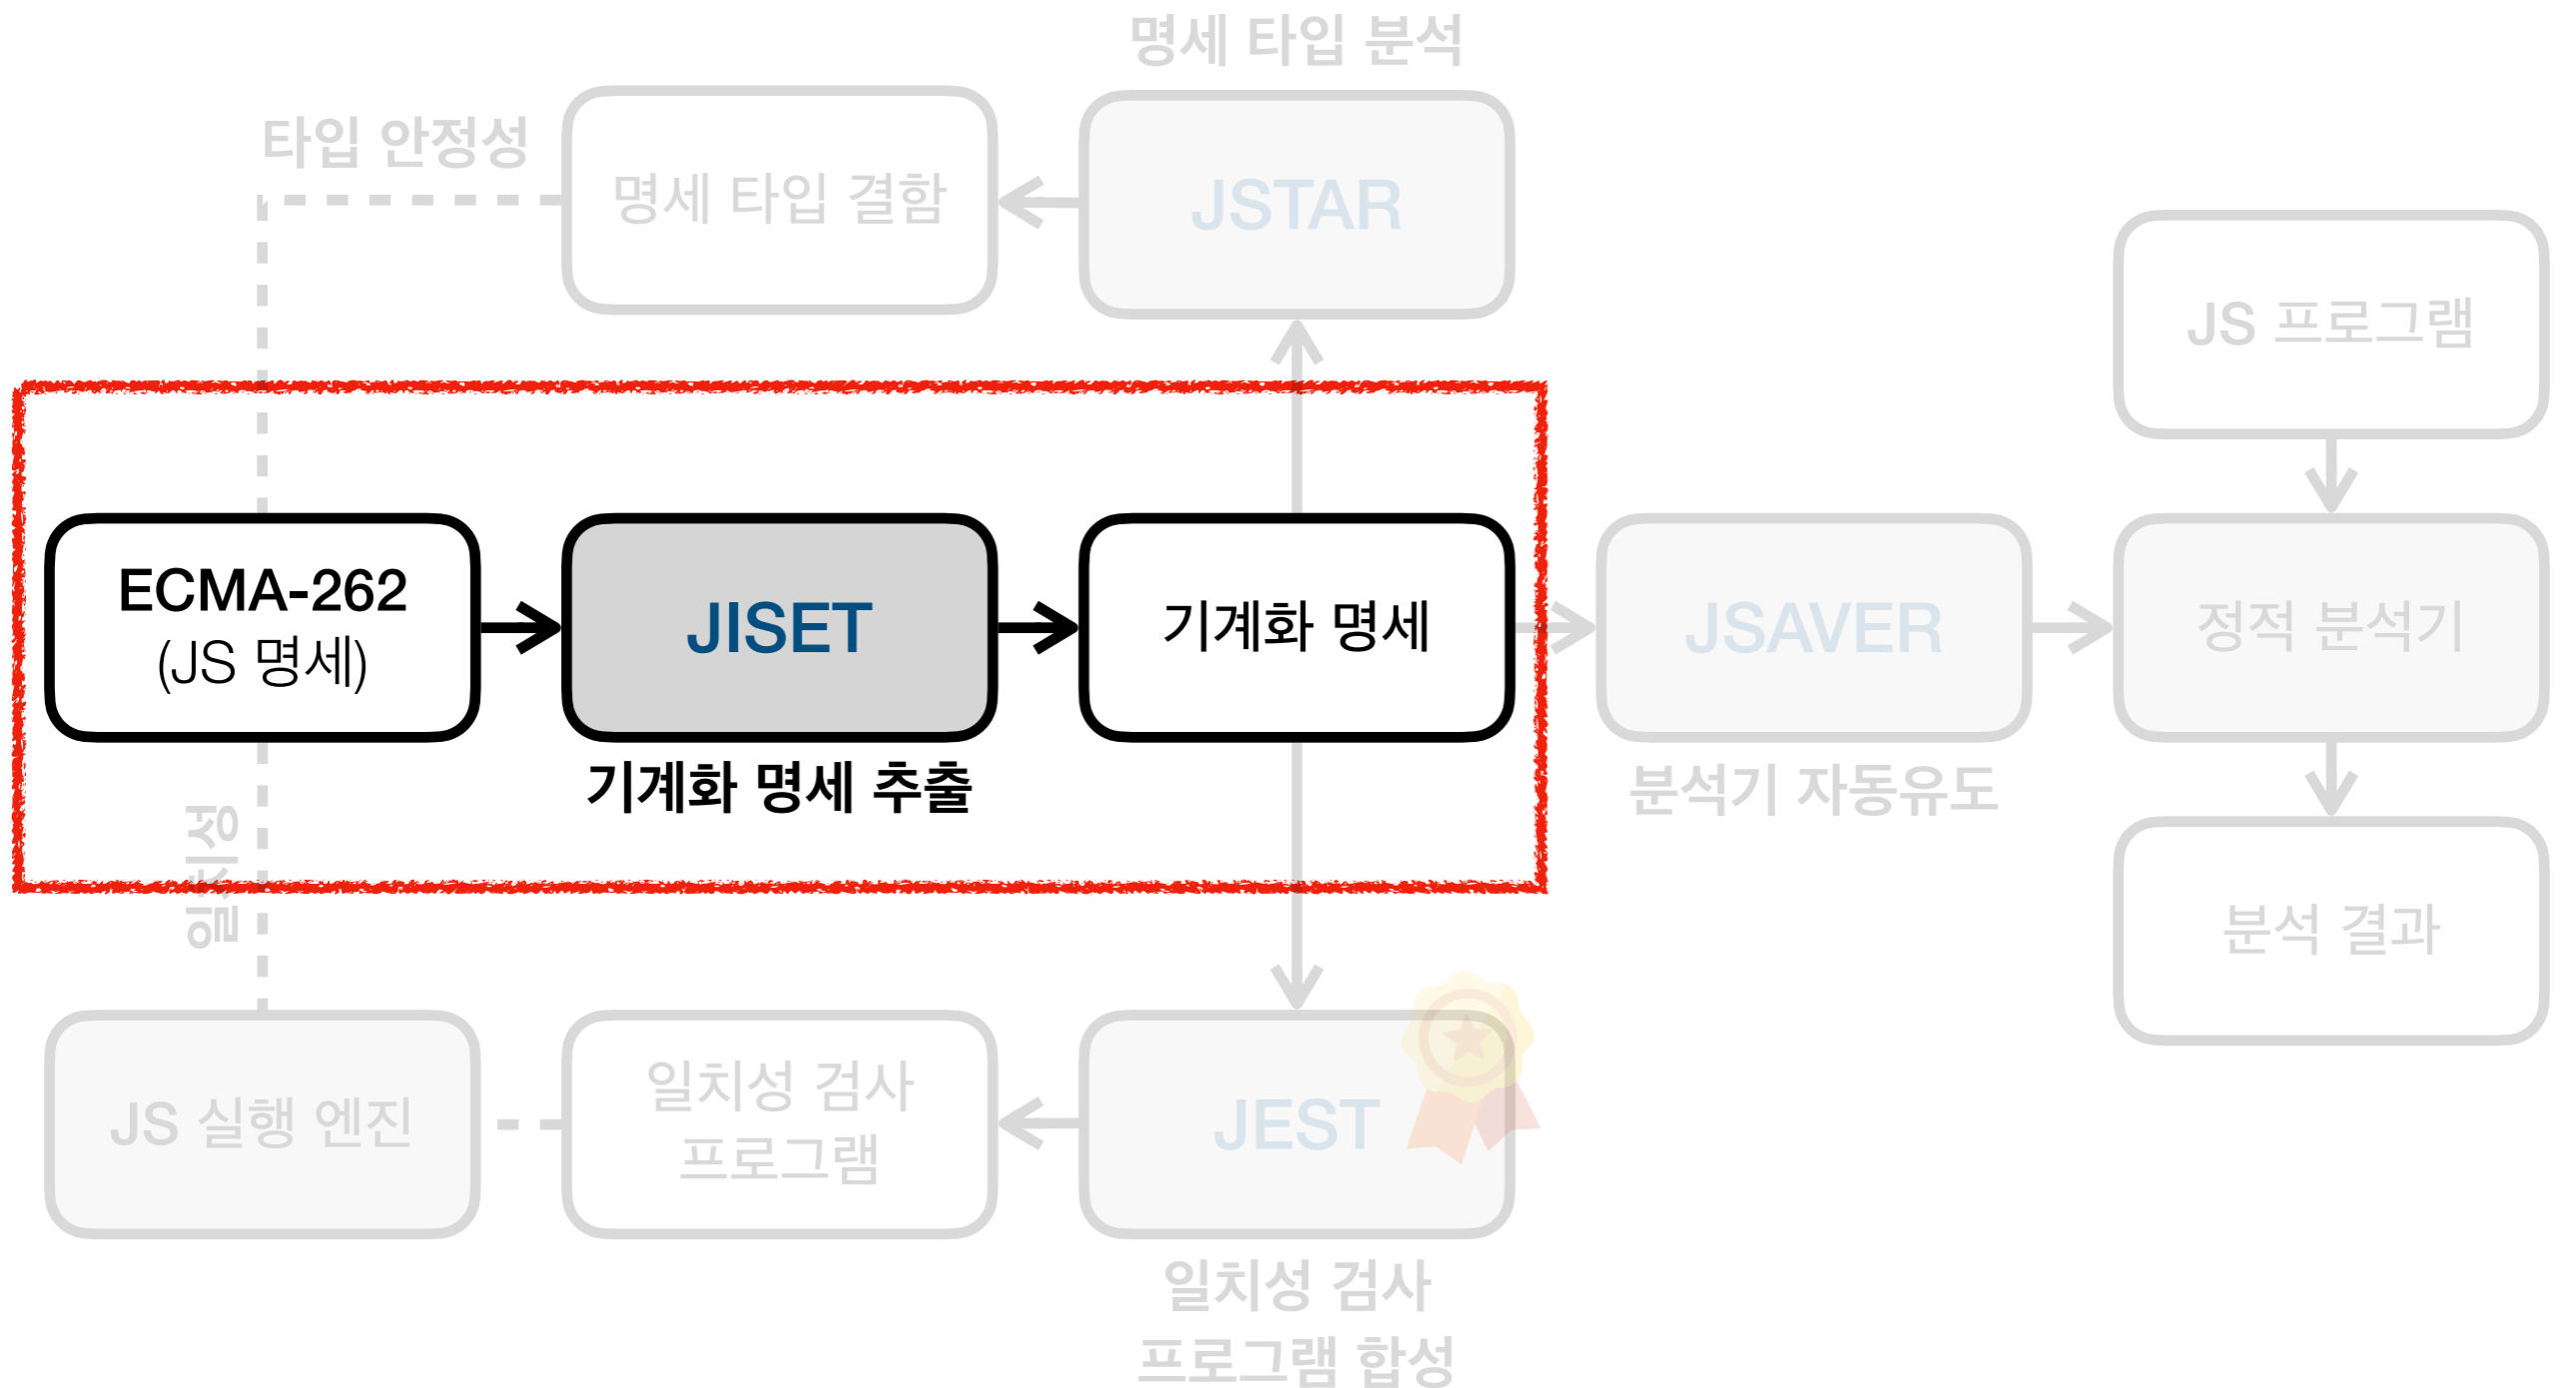 명세 타입 분석
타입 안정성
명세 타입 결함
JSTAR
JS 프로그램
ECMA-262
(JS 명세)
JISET
기계화 명세
JSAVER
정적 분석기
기계화 명세 추출
분석기 자동유도
일치성
분석 결과
JS 실행 엔진
일치성 검사
프로그램
JEST
일치성 검사
프로그램 합성